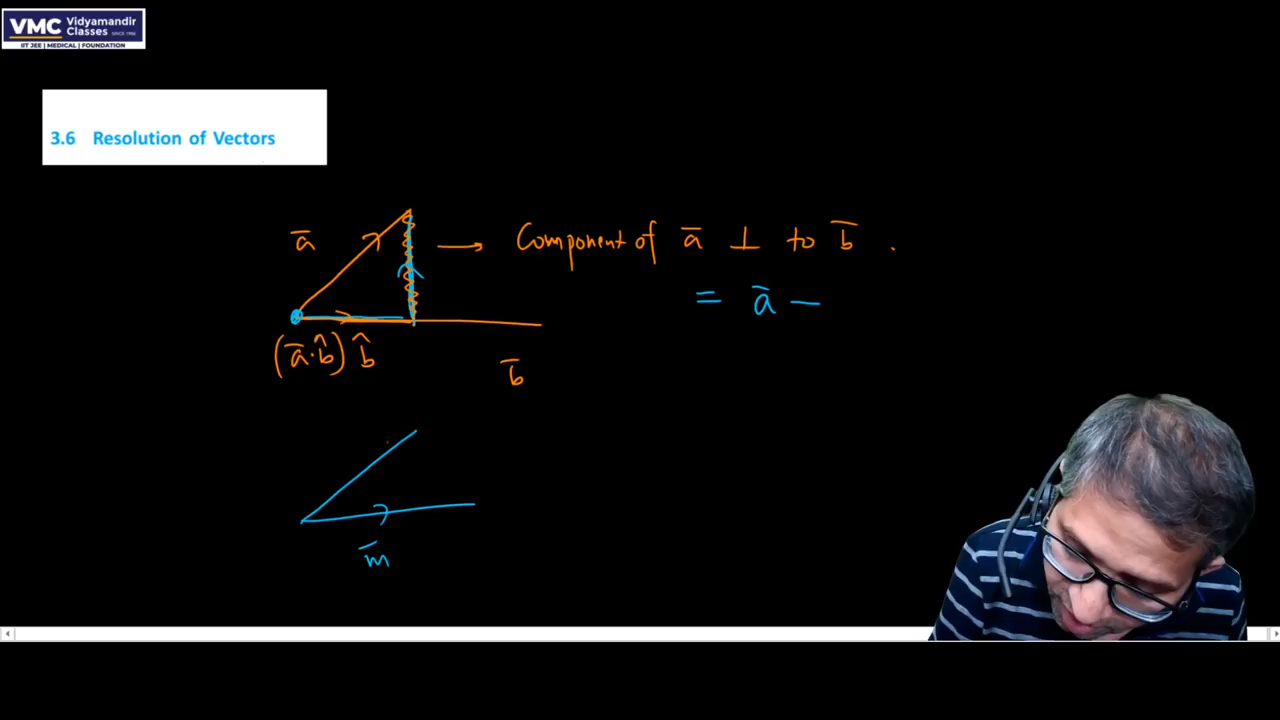 VMC Vidyamandir Classes SINCE 1986
IIT JEE | MEDICAL | FOUNDATION
3.6 Resolution of Vectors
a̅ → Component of a̅ ⊥ to b̅ .
= a̅ —
(a̅·b̂) b̂
b̅
m̅